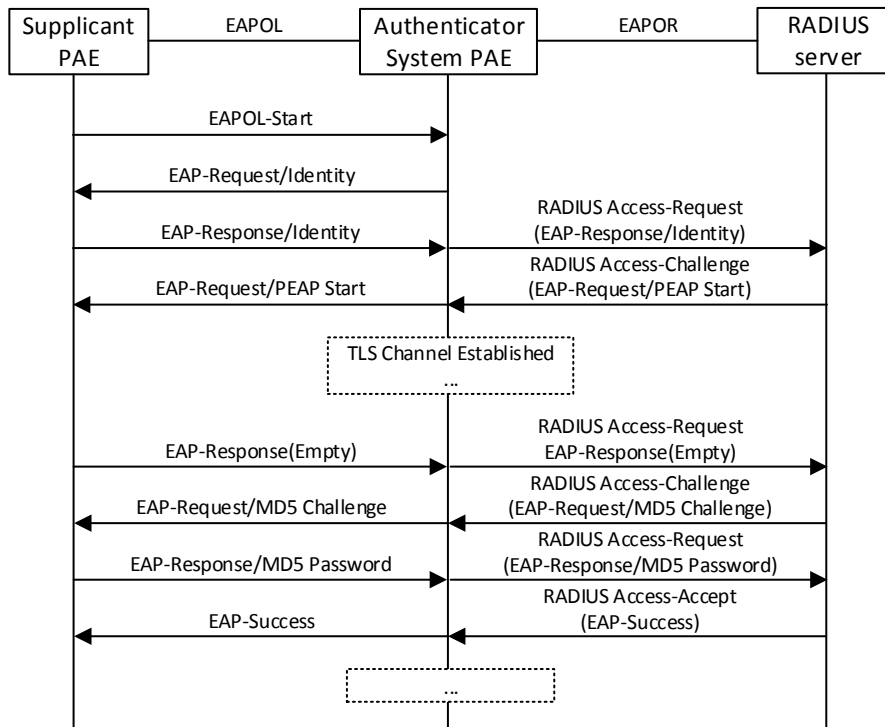 Supplicant
PAE
EAPOL
Authenticator
System PAE
EAPOR
RADIUS
server
EAPOL-Start
EAP-Request/Identity
EAP-Response/Identity
RADIUS Access-Request
(EAP-Response/Identity)
EAP-Request/PEAP Start
RADIUS Access-Challenge
(EAP-Request/PEAP Start)
TLS Channel Established
...
EAP-Response(Empty)
RADIUS Access-Request
EAP-Response(Empty)
EAP-Request/MD5 Challenge
RADIUS Access-Challenge
(EAP-Request/MD5 Challenge)
EAP-Response/MD5 Password
RADIUS Access-Request
(EAP-Response/MD5 Password)
EAP-Success
RADIUS Access-Accept
(EAP-Success)
...